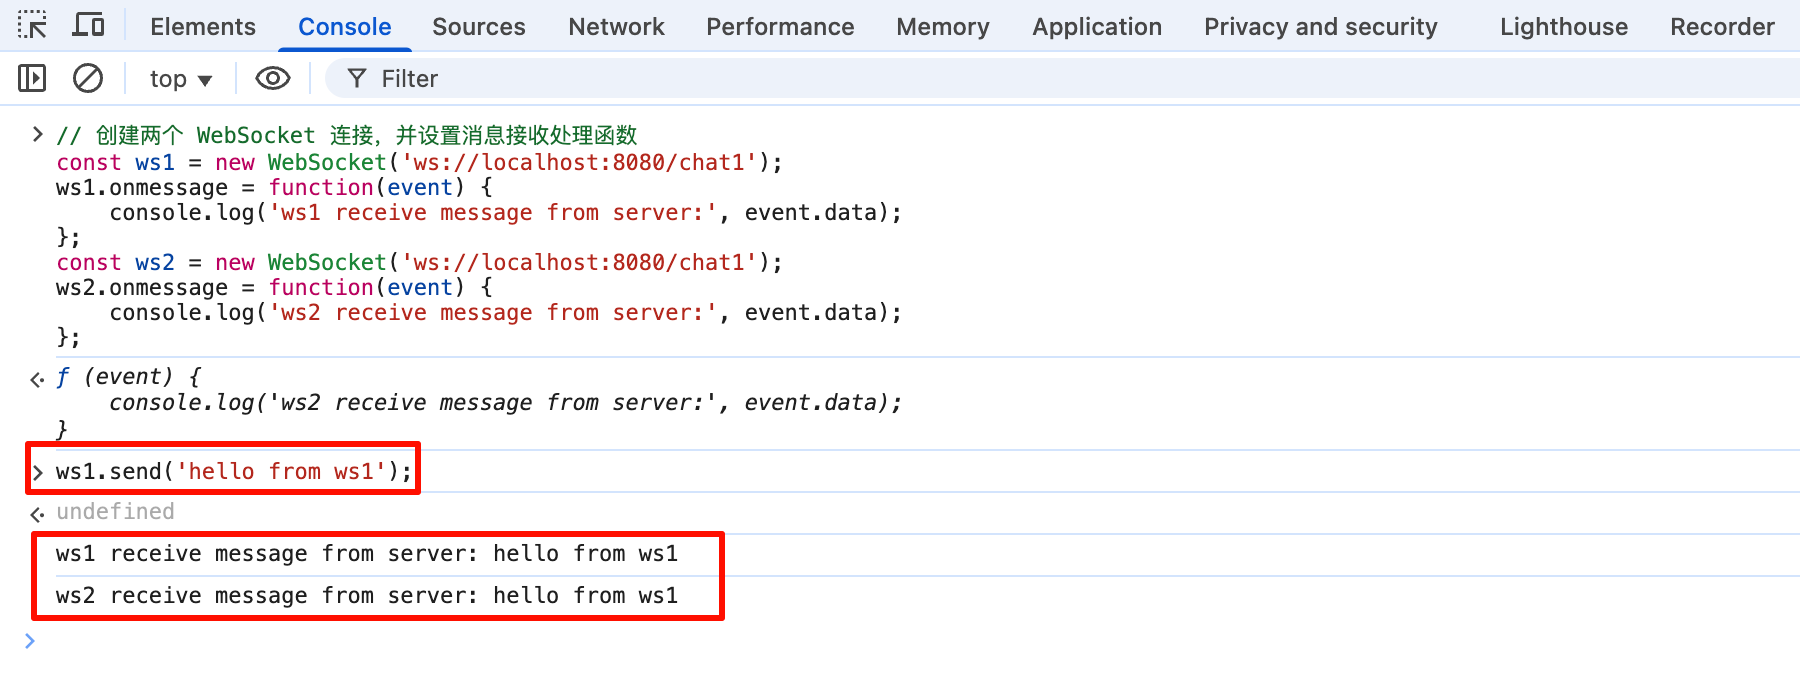 Elements Console Sources Network Performance Memory Application Privacy and security Lighthouse Recorder
top Filter
// 创建两个 WebSocket 连接，并设置消息接收处理函数
const ws1 = new WebSocket('ws://localhost:8080/chat1');
ws1.onmessage = function(event) {
    console.log('ws1 receive message from server:', event.data);
};
const ws2 = new WebSocket('ws://localhost:8080/chat1');
ws2.onmessage = function(event) {
    console.log('ws2 receive message from server:', event.data);
};
ƒ (event) {
    console.log('ws2 receive message from server:', event.data);
}
ws1.send('hello from ws1');
undefined
ws1 receive message from server: hello from ws1
ws2 receive message from server: hello from ws1